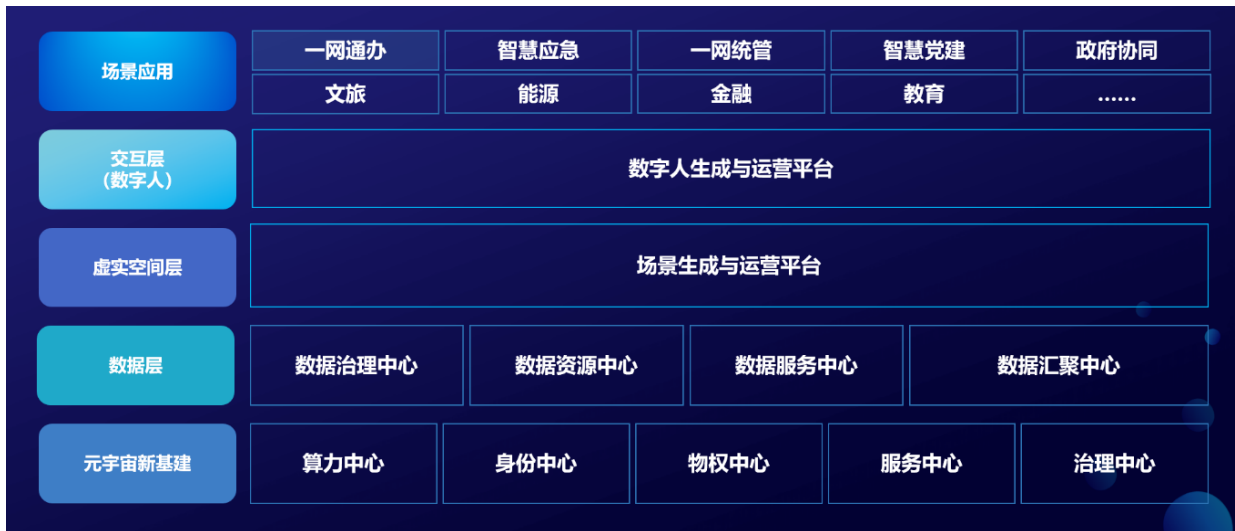 场景应用
一网通办
智慧应急
一网统管
智慧党建
政府协同
文旅
能源
金融
教育
……
交互层
(数字人)
数字人生成与运营平台
虚实空间层
场景生成与运营平台
数据层
数据治理中心
数据资源中心
数据服务中心
数据汇聚中心
元宇宙新基建
算力中心
身份中心
物权中心
服务中心
治理中心